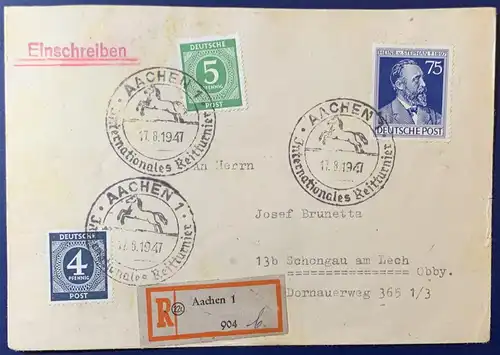 Einschreiben
DEUTSCHE
5
PFENNIG
POST
HEINR. v. STEPHAN † 1897
75
DEUTSCHE POST
AACHEN 1
17.8.1947
Internationales Reitturnier
AACHEN 1
17.8.1947
Internationales Reitturnier
An Herrn
AACHEN 1
17.8.1947
Internationales Reitturnier
Josef Brunetta
DEUTSCHE
4
PFENNIG
POST
13b Schongau am Lech
Obby.
Dornauerweg 365 1/3
R
Aachen 1
904